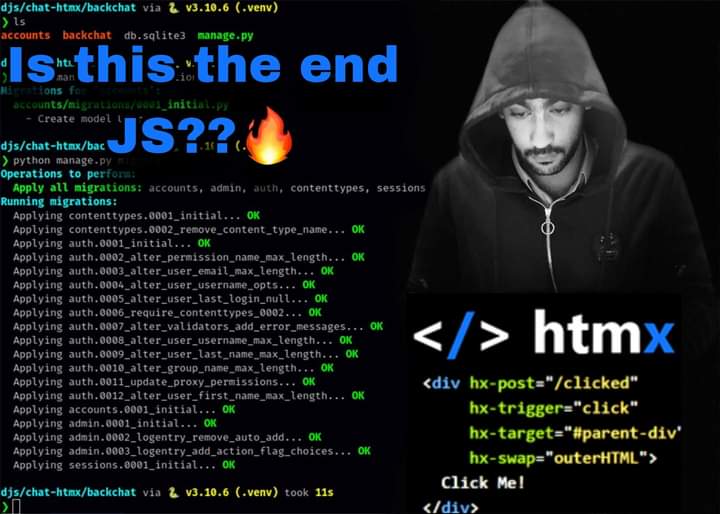 djs/chat-htmx/backchat via 🐍 v3.10.6 (.venv)
❯ ls
accounts backchat db.sqlite3 manage.py
Is this the end
JS??🔥
accounts/migrations/0001_initial.py
- Create model
djs/chat-htmx/bac
❯ python manage.py
Operations to perform:
Apply all migrations: accounts, admin, auth, contenttypes, sessions
Running migrations:
Applying contenttypes.0001_initial... OK
Applying contenttypes.0002_remove_content_type_name... OK
Applying auth.0001_initial... OK
Applying auth.0002_alter_permission_name_max_length... OK
Applying auth.0003_alter_user_email_max_length... OK
Applying auth.0004_alter_user_username_opts... OK
Applying auth.0005_alter_user_last_login_null... OK
Applying auth.0006_require_contenttypes_0002... OK
Applying auth.0007_alter_validators_add_error_messages... OK
Applying auth.0008_alter_user_username_max_length... OK
Applying auth.0009_alter_user_last_name_max_length... OK
Applying auth.0010_alter_group_name_max_length... OK
Applying auth.0011_update_proxy_permissions... OK
Applying auth.0012_alter_user_first_name_max_length... OK
Applying accounts.0001_initial... OK
Applying admin.0001_initial... OK
Applying admin.0002_logentry_remove_auto_add... OK
Applying admin.0003_logentry_add_action_flag_choices... OK
Applying sessions.0001_initial... OK
djs/chat-htmx/backchat via 🐍 v3.10.6 (.venv) took 11s
❯
</> htmx
<div hx-post="/clicked"
hx-trigger="click"
hx-target="#parent-div"
hx-swap="outerHTML">
Click Me!
</div>